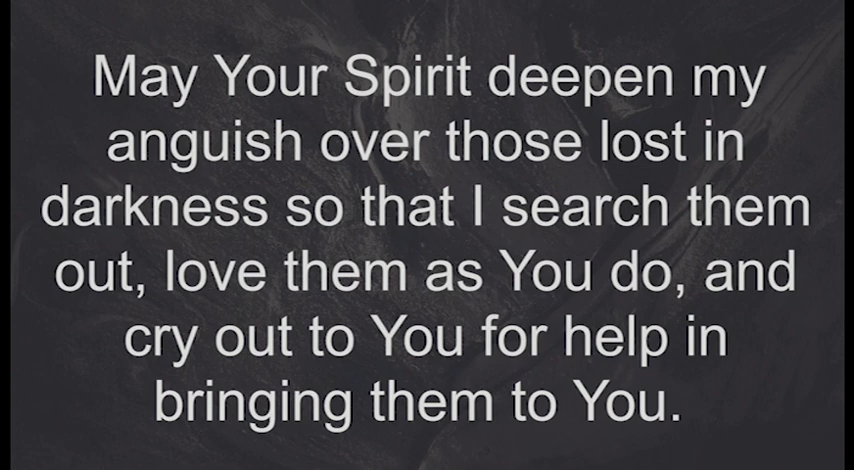 May Your Spirit deepen my
anguish over those lost in
darkness so that I search them
out, love them as You do, and
cry out to You for help in
bringing them to You.